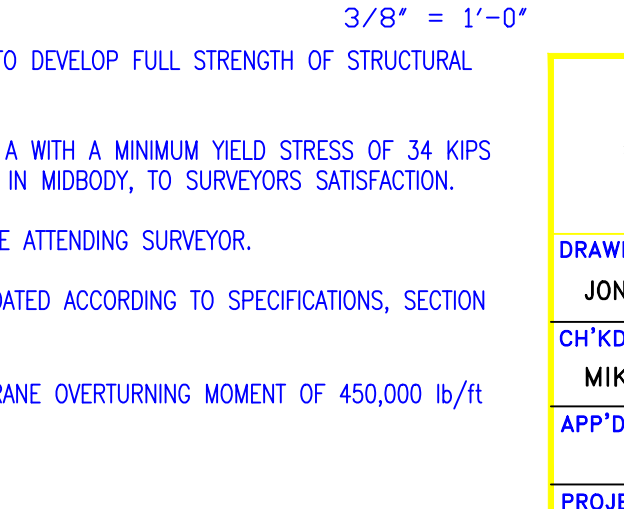 3/8" = 1'-0"
TO DEVELOP FULL STRENGTH OF STRUCTURAL
A WITH A MINIMUM YIELD STRESS OF 34 KIPS
IN MIDBODY, TO SURVEYORS SATISFACTION.
E ATTENDING SURVEYOR.
DATED ACCORDING TO SPECIFICATIONS, SECTION
RANE OVERTURNING MOMENT OF 450,000 lb/ft
DRAW
JON
CH'KD
MIK
APP'D
PROJE